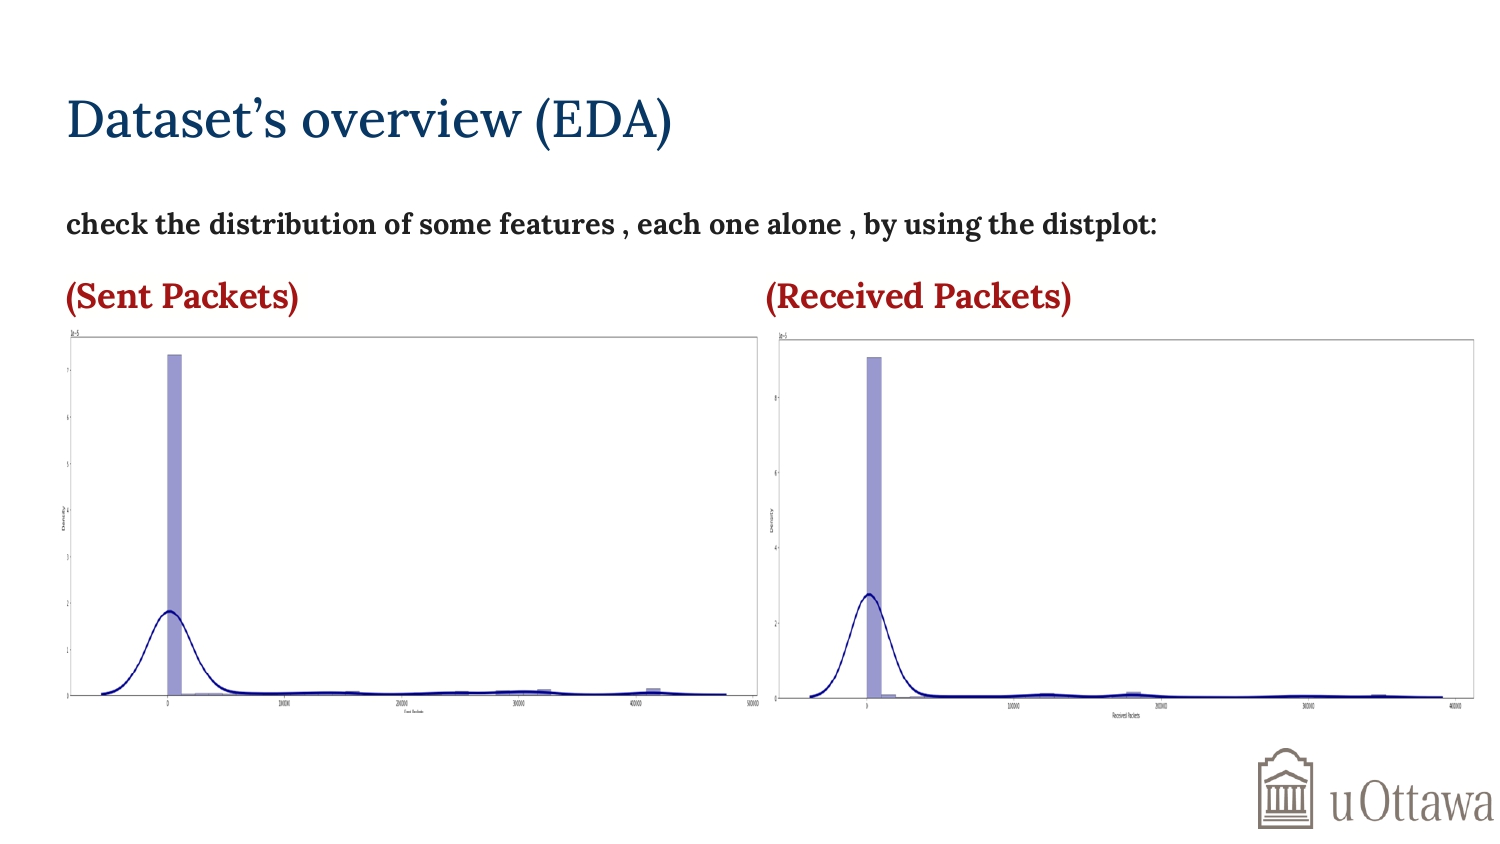 Dataset’s overview (EDA)
check the distribution of some features , each one alone , by using the distplot:
(Sent Packets)
(Received Packets)
1e-5
7
6
5
4
3
2
1
0
Density
0
100000
200000
300000
400000
500000
Sent Packets
1e-5
8
6
4
2
0
Density
0
100000
200000
300000
400000
Received Packets
uOttawa